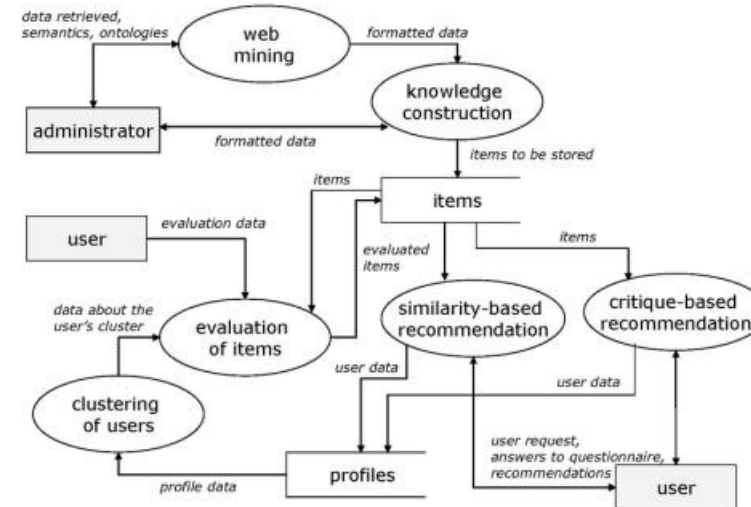 data retrieved,
semantics, ontologies
web
mining
formatted data
knowledge
construction
administrator
formatted data
items to be stored
items
items
user
evaluation data
evaluated
items
items
data about the
user's cluster
evaluation
of items
similarity-based
recommendation
critique-based
recommendation
user data
user data
clustering
of users
user request,
answers to questionnaire,
recommendations
profile data
profiles
user